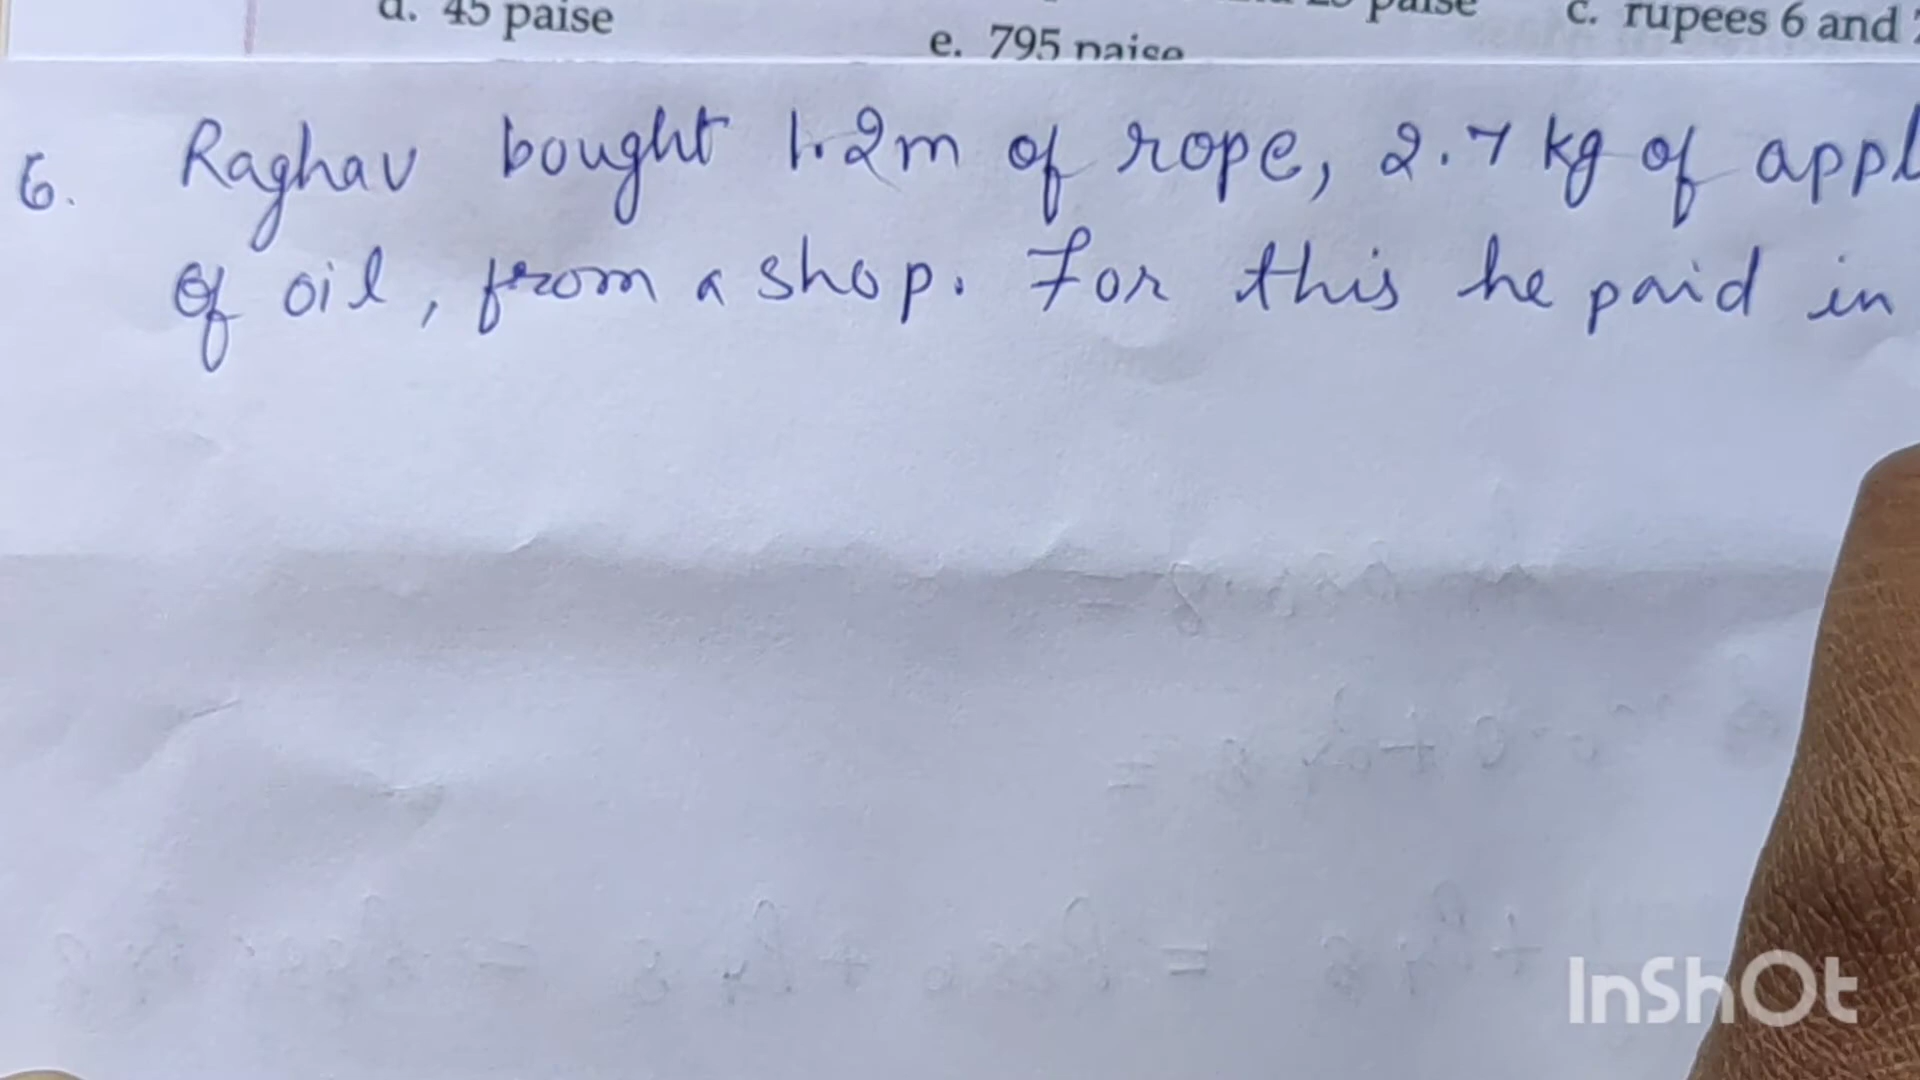 d. 45 paise
paise
c. rupees 6 and
e. 795 paise
6. Raghav bought 1.2m of rope, 2.7 kg of appl
of oil, from a shop. For this he paid in
InShOt